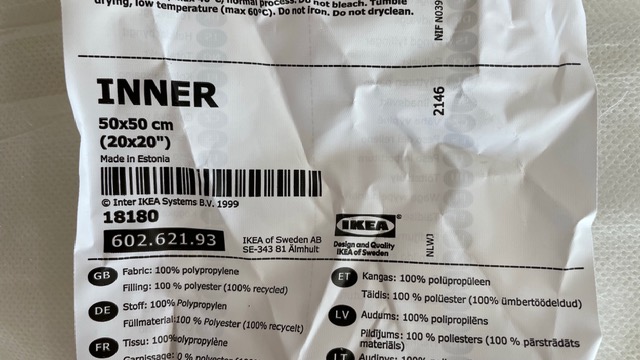 drying, low temperature (max 60°C). Do not iron. Do not dryclean.
NIF N039
INNER
50x50 cm
(20x20")
Made in Estonia
2146
© Inter IKEA Systems B.V. 1999
18180
602.621.93
IKEA of Sweden AB
SE-343 81 Älmhult
IKEA®
Design and Quality
IKEA of Sweden
NLWJ
GB Fabric: 100% polypropylene
Filling: 100 % polyester (100% recycled)
DE Stoff: 100% Polypropylen
Füllmaterial: 100 % Polyester (100% recycelt)
FR Tissu: 100% polypropylène
ET Kangas: 100% polüpropüleen
Täidis: 100 % polüester (100% ümbertöödeldud)
LV Audums: 100% polipropilēns
Pildījums: 100 % poliesters (100% pārstrādāts
materiāls)
LT